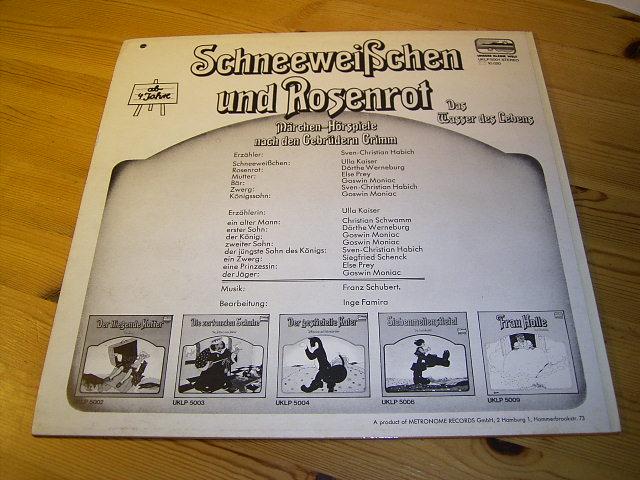 Schneeweißchen
und Rosenrot
ab
4 Jahre
UNSERE KLEINE WELT
UKLP 5001 STEREO
Das
Wasser des Lebens
Märchen-Hörspiele
nach den Gebrüdern Grimm
Erzähler: Sven-Christian Habich
Schneeweißchen: Ulla Kaiser
Rosenrot: Dörthe Werneburg
Mutter: Else Prey
Bär: Goswin Moniac
Zwerg: Sven-Christian Habich
Königssohn: Goswin Moniac
Erzählerin: Ulla Kaiser
ein alter Mann: Christian Schwamm
erster Sohn: Dörthe Werneburg
der König: Goswin Moniac
zweiter Sohn: Goswin Moniac
der jüngste Sohn des Königs: Sven-Christian Habich
ein Zwerg: Siegfried Schenck
eine Prinzessin: Else Prey
der Jäger: Goswin Moniac
Musik: Franz Schubert,
Bearbeitung: Inge Famira
Der fliegende Koffer
Die zertanzten Schuhe
Der gestiefelte Kater
Siebenmeilenstiefel
Frau Holle
UKLP 5002
UKLP 5003
UKLP 5004
UKLP 5006
UKLP 5009
A product of METRONOME RECORDS GmbH, 2 Hamburg 1, Hammerbrookstr. 73